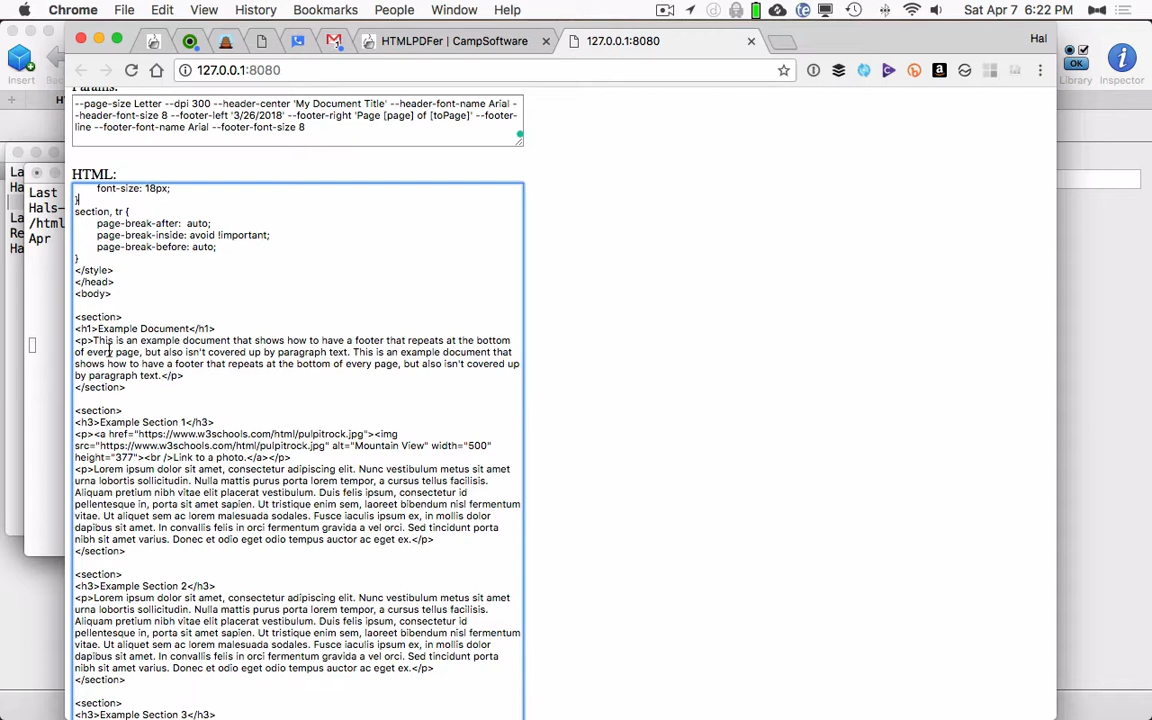 Chrome File Edit View History Bookmarks People Window Help Sat Apr 7 6:22 PM
HTMLPDFer | CampSoftware 127.0.0.1:8080 Hal
127.0.0.1:8080
Insert
OK
Library Inspector
Params:
--page-size Letter --dpi 300 --header-center 'My Document Title' --header-font-name Arial -
-header-font-size 8 --footer-left '3/26/2018' --footer-right 'Page [page] of [toPage]' --footer-
line --footer-font-name Arial --footer-font-size 8
HTML:
font-size: 18px;
}
section, tr {
page-break-after: auto;
page-break-inside: avoid !important;
page-break-before: auto;
}
</style>
</head>
<body>
<section>
<h1>Example Document</h1>
<p>This is an example document that shows how to have a footer that repeats at the bottom
of every page, but also isn't covered up by paragraph text. This is an example document that
shows how to have a footer that repeats at the bottom of every page, but also isn't covered up
by paragraph text.</p>
</section>
<section>
<h3>Example Section 1</h3>
<p><a href="https://www.w3schools.com/html/pulpitrock.jpg"><img
src="https://www.w3schools.com/html/pulpitrock.jpg" alt="Mountain View" width="500"
height="377"><br />Link to a photo.</a></p>
<p>Lorem ipsum dolor sit amet, consectetur adipiscing elit. Nunc vestibulum metus sit amet
urna lobortis sollicitudin. Nulla mattis purus porta lorem tempor, a cursus tellus facilisis.
Aliquam pretium nibh vitae elit placerat vestibulum. Duis felis ipsum, consectetur id
pellentesque in, porta sit amet sapien. Ut tristique enim sem, laoreet bibendum nisl fermentum
vitae. Ut aliquet sem ac lorem malesuada sodales. Fusce iaculis ipsum ex, in mollis dolor
dapibus sit amet. In convallis felis in orci fermentum gravida a vel orci. Sed tincidunt porta
nibh sit amet varius. Donec et odio eget odio tempus auctor ac eget ex.</p>
</section>
<section>
<h3>Example Section 2</h3>
<p>Lorem ipsum dolor sit amet, consectetur adipiscing elit. Nunc vestibulum metus sit amet
urna lobortis sollicitudin. Nulla mattis purus porta lorem tempor, a cursus tellus facilisis.
Aliquam pretium nibh vitae elit placerat vestibulum. Duis felis ipsum, consectetur id
pellentesque in, porta sit amet sapien. Ut tristique enim sem, laoreet bibendum nisl fermentum
vitae. Ut aliquet sem ac lorem malesuada sodales. Fusce iaculis ipsum ex, in mollis dolor
dapibus sit amet. In convallis felis in orci fermentum gravida a vel orci. Sed tincidunt porta
nibh sit amet varius. Donec et odio eget odio tempus auctor ac eget ex.</p>
</section>
<section>
<h3>Example Section 3</h3>
Last
Hals-
/html
Apr